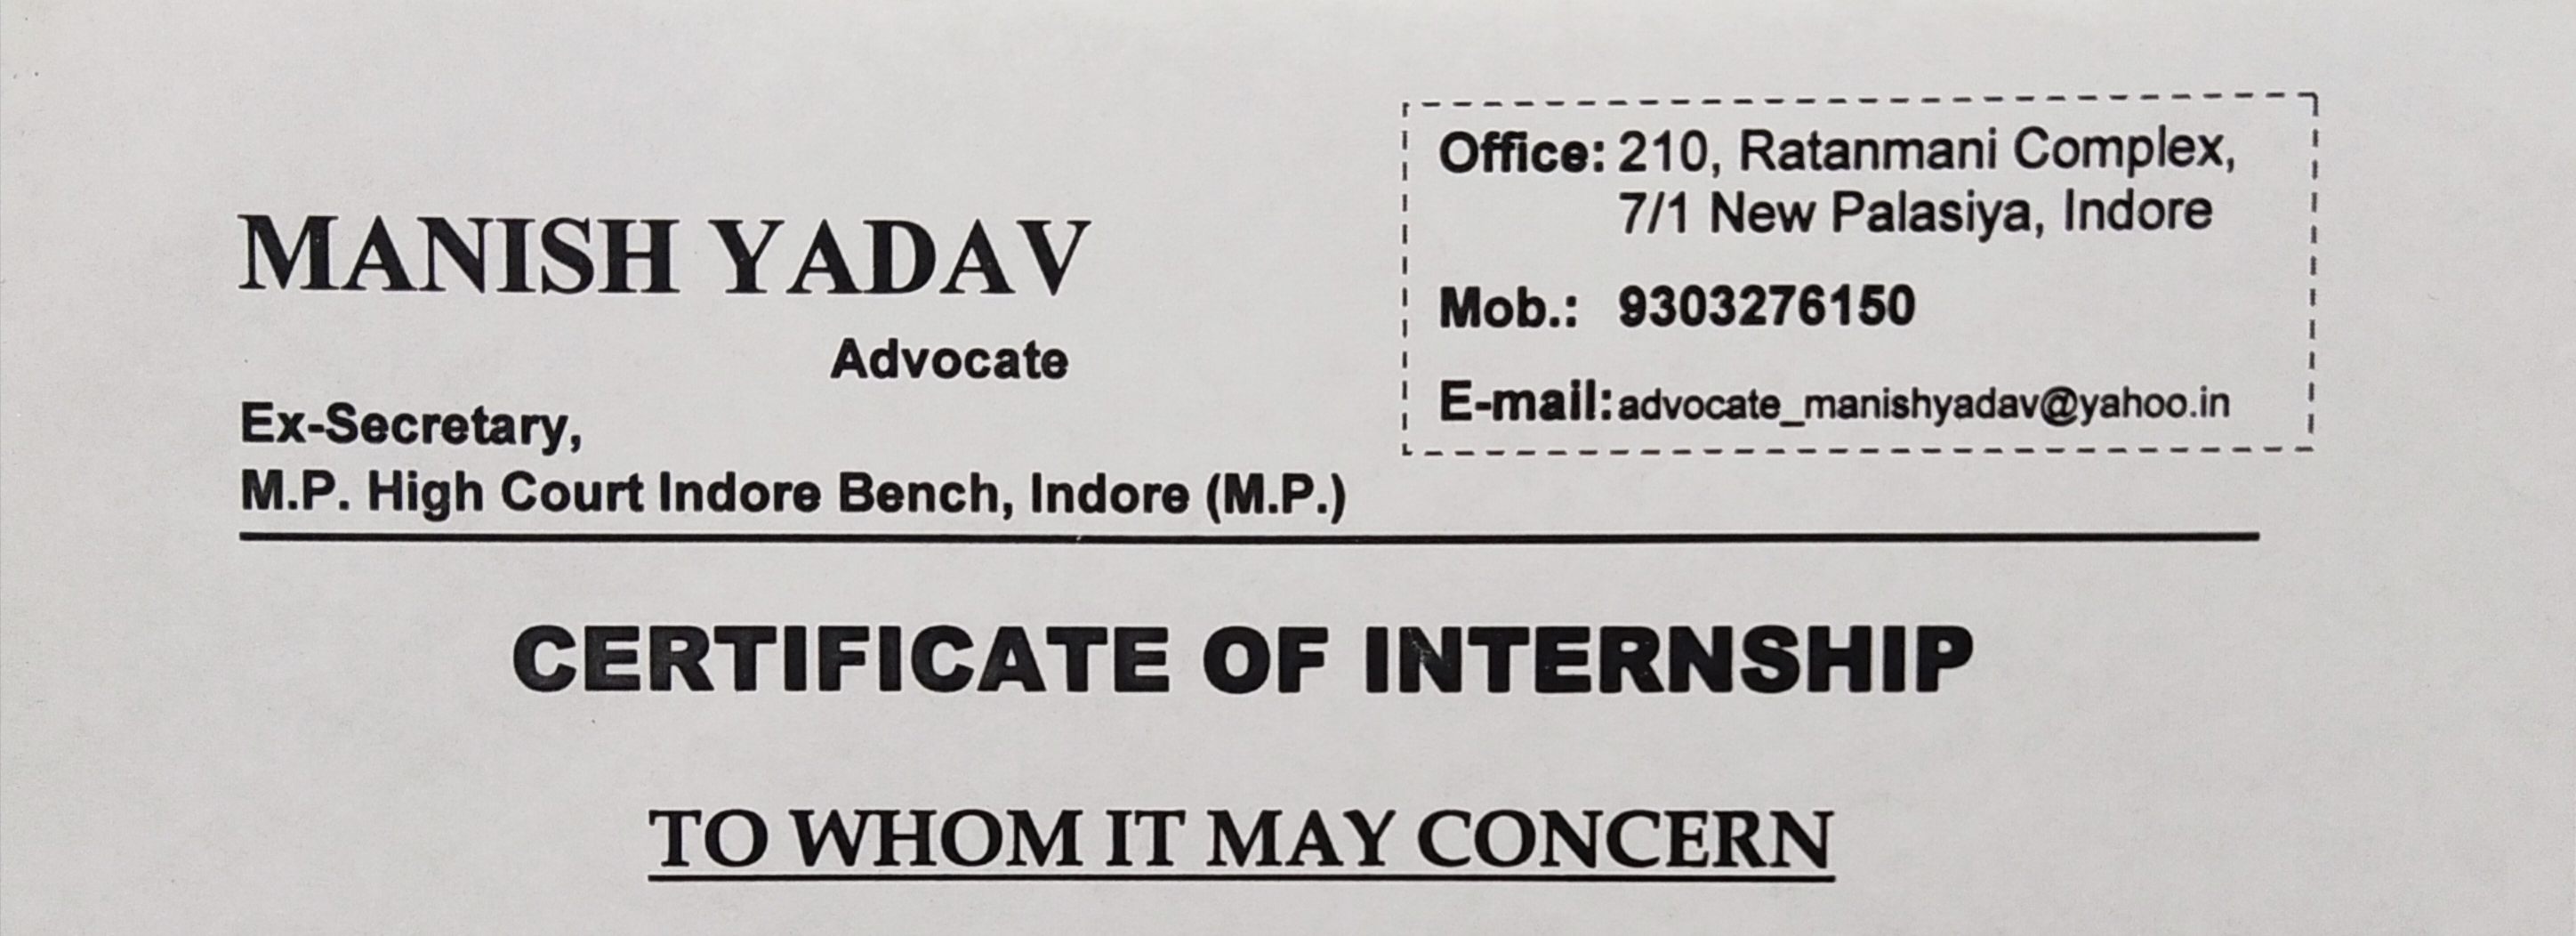 MANISH YADAV
Advocate
Ex-Secretary,
M.P. High Court Indore Bench, Indore (M.P.)
Office: 210, Ratanmani Complex,
7/1 New Palasiya, Indore
Mob.: 9303276150
E-mail: advocate_manishyadav@yahoo.in
CERTIFICATE OF INTERNSHIP
TO WHOM IT MAY CONCERN